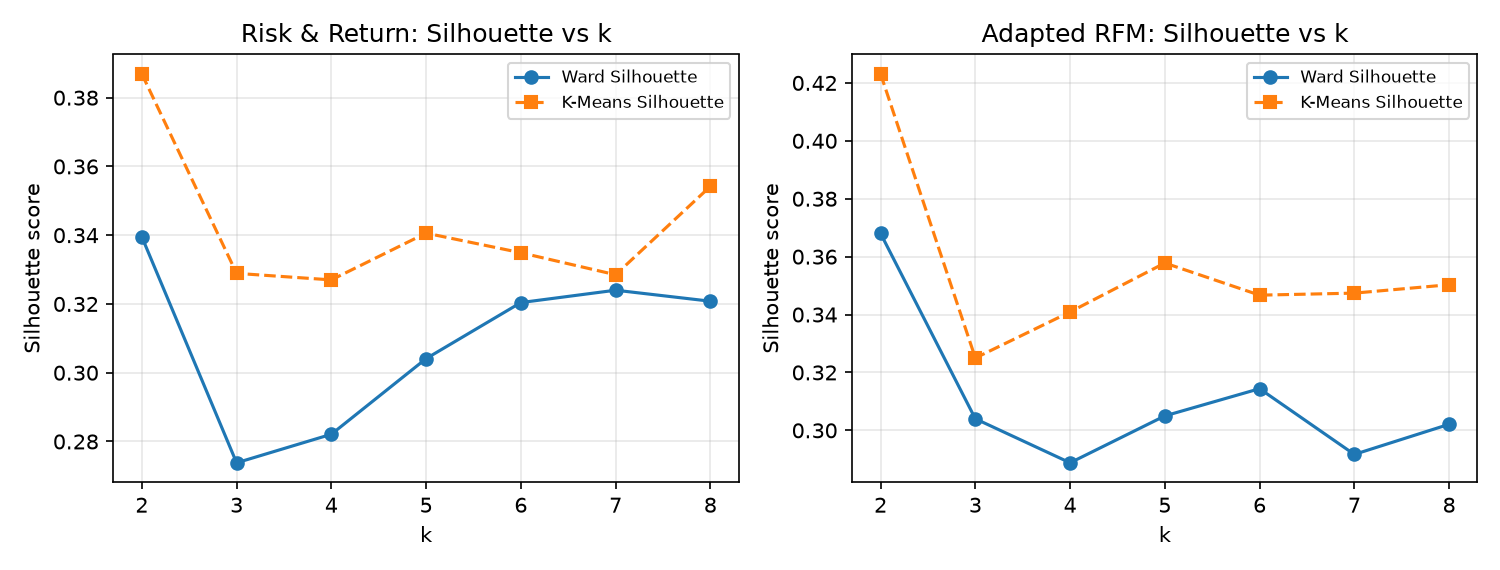 Risk & Return: Silhouette vs k
Ward Silhouette
K-Means Silhouette
0.38
0.36
0.34
0.32
0.30
0.28
Silhouette score
2 3 4 5 6 7 8
k
Adapted RFM: Silhouette vs k
Ward Silhouette
K-Means Silhouette
0.42
0.40
0.38
0.36
0.34
0.32
0.30
Silhouette score
2 3 4 5 6 7 8
k